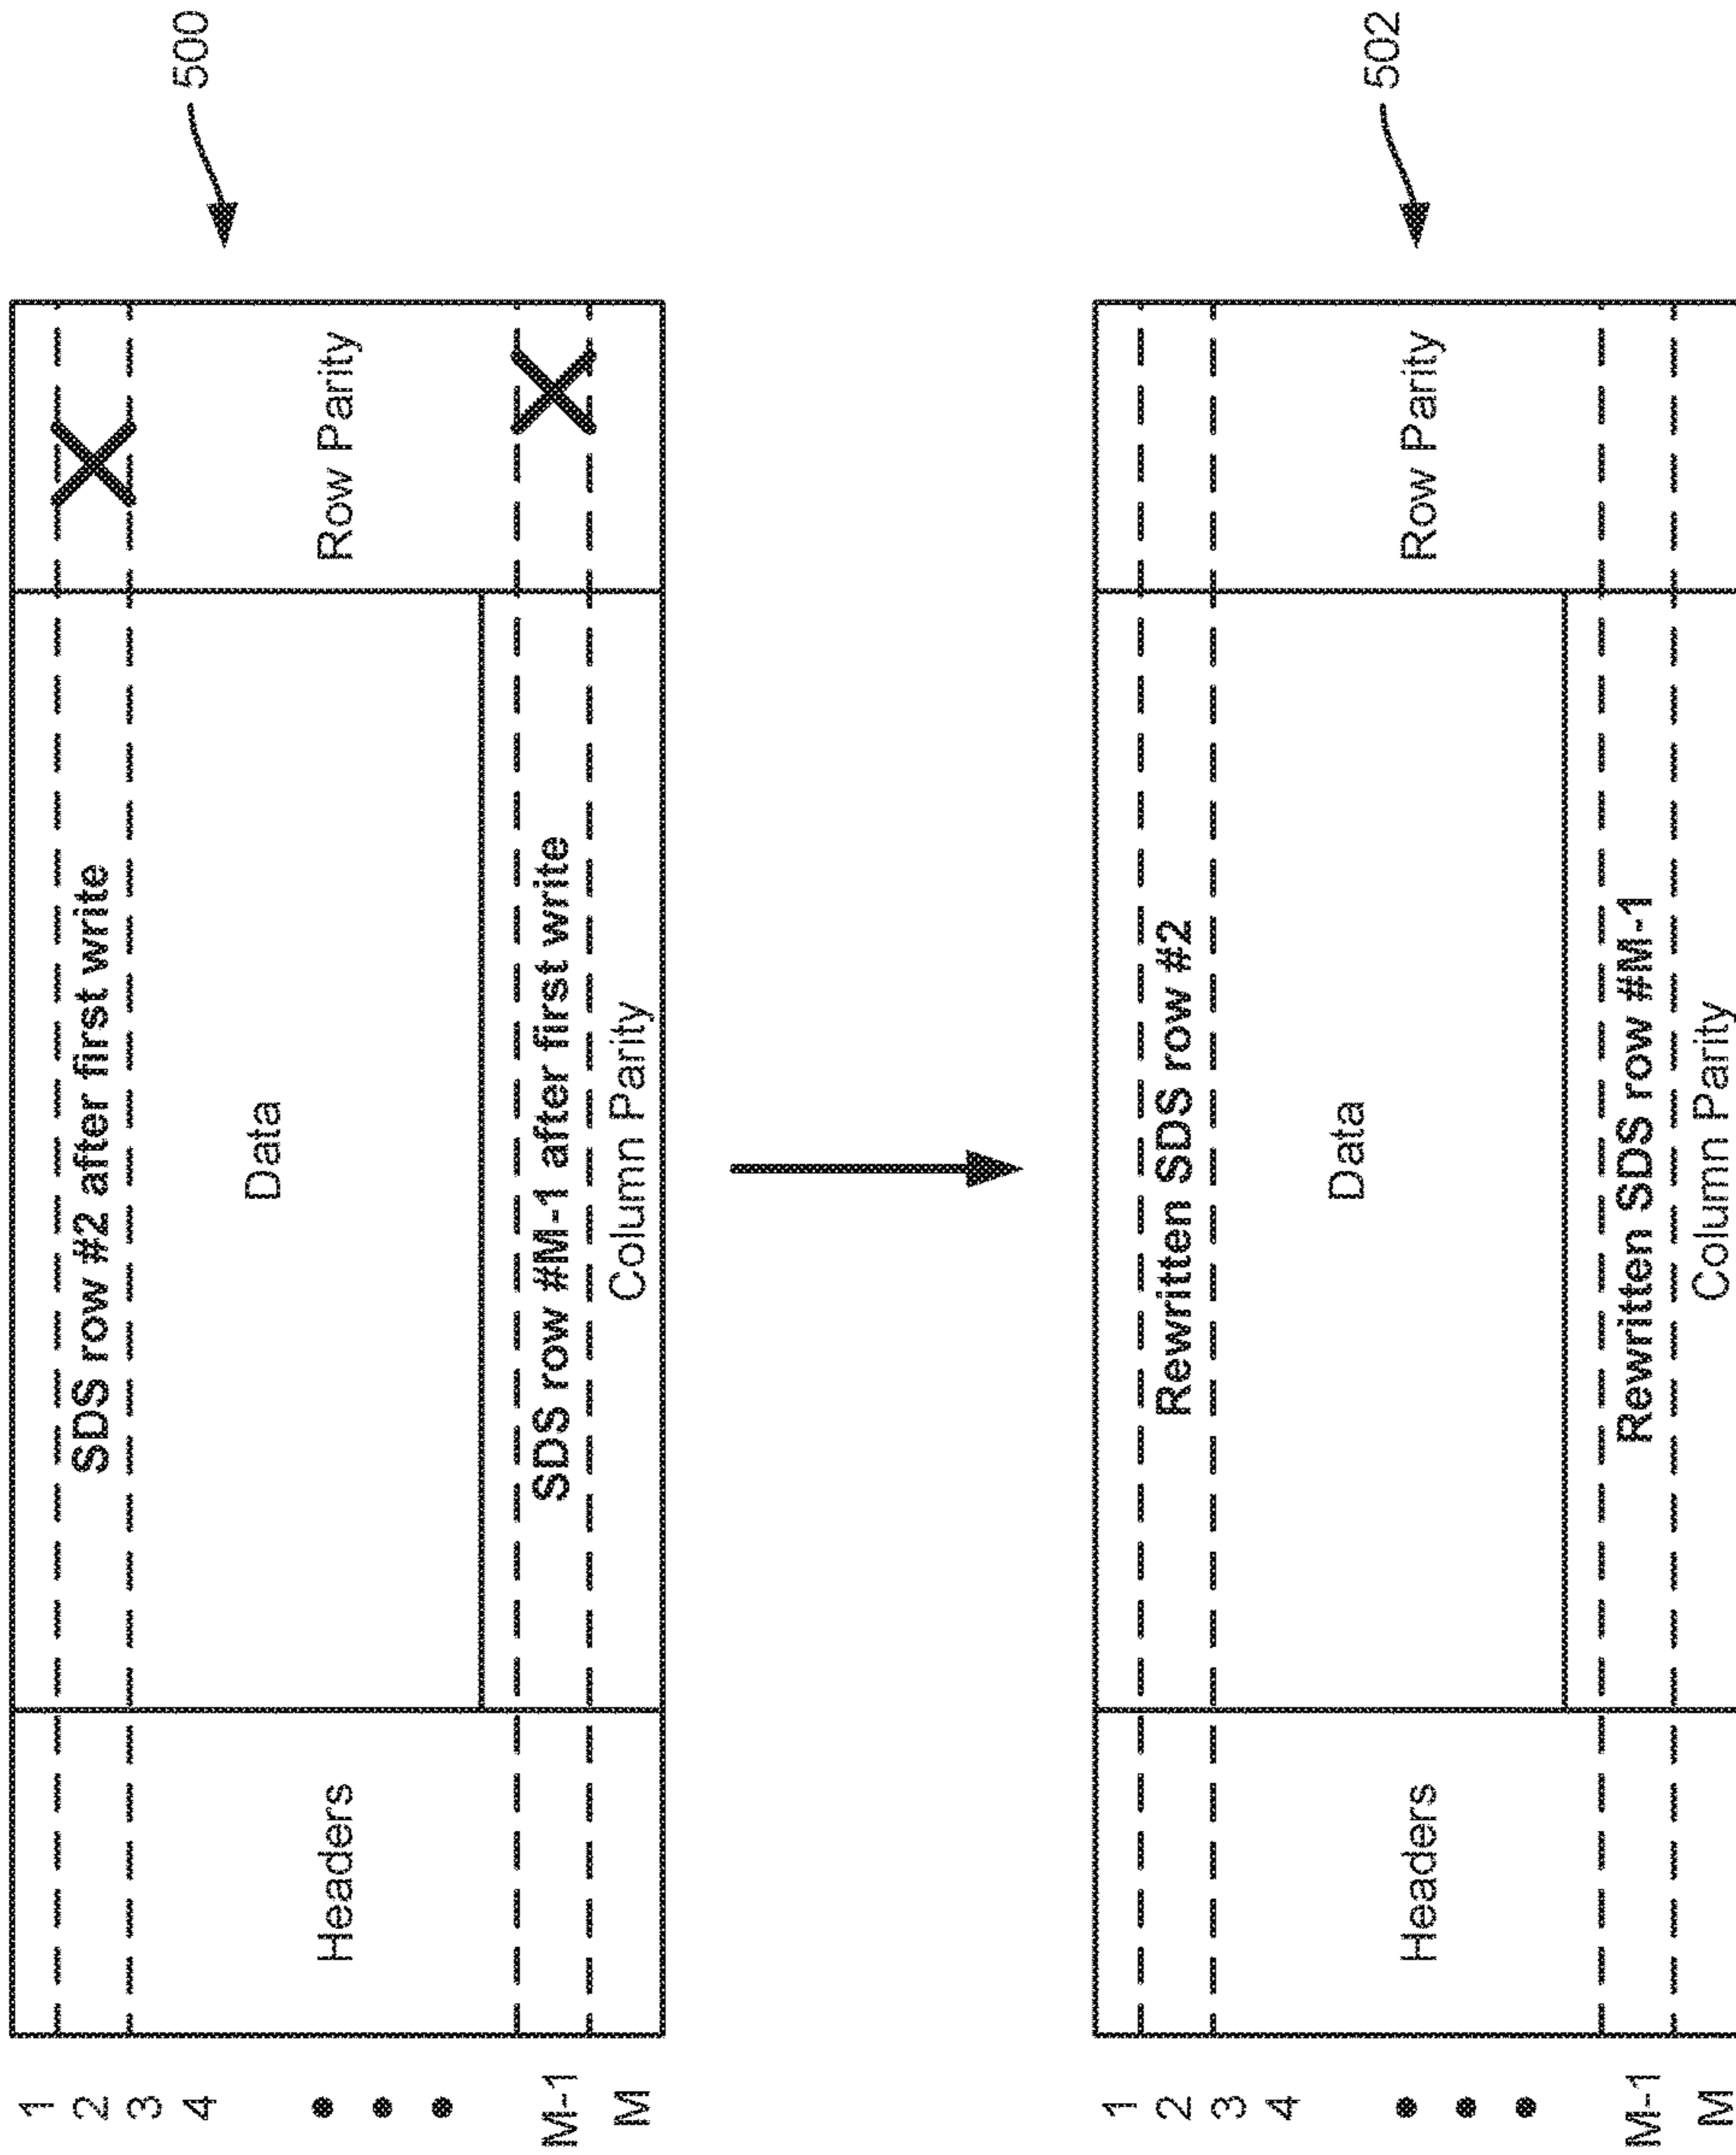 500
1
SDS row #2 after first write
2
3
4
Headers
Data
Row Parity
M-1
SDS row #M-1 after first write
M
Column Parity
502
1
2
Rewritten SDS row #2
3
4
Headers
Data
Row Parity
M-1
Rewritten SDS row #M-1
M
Column Parity